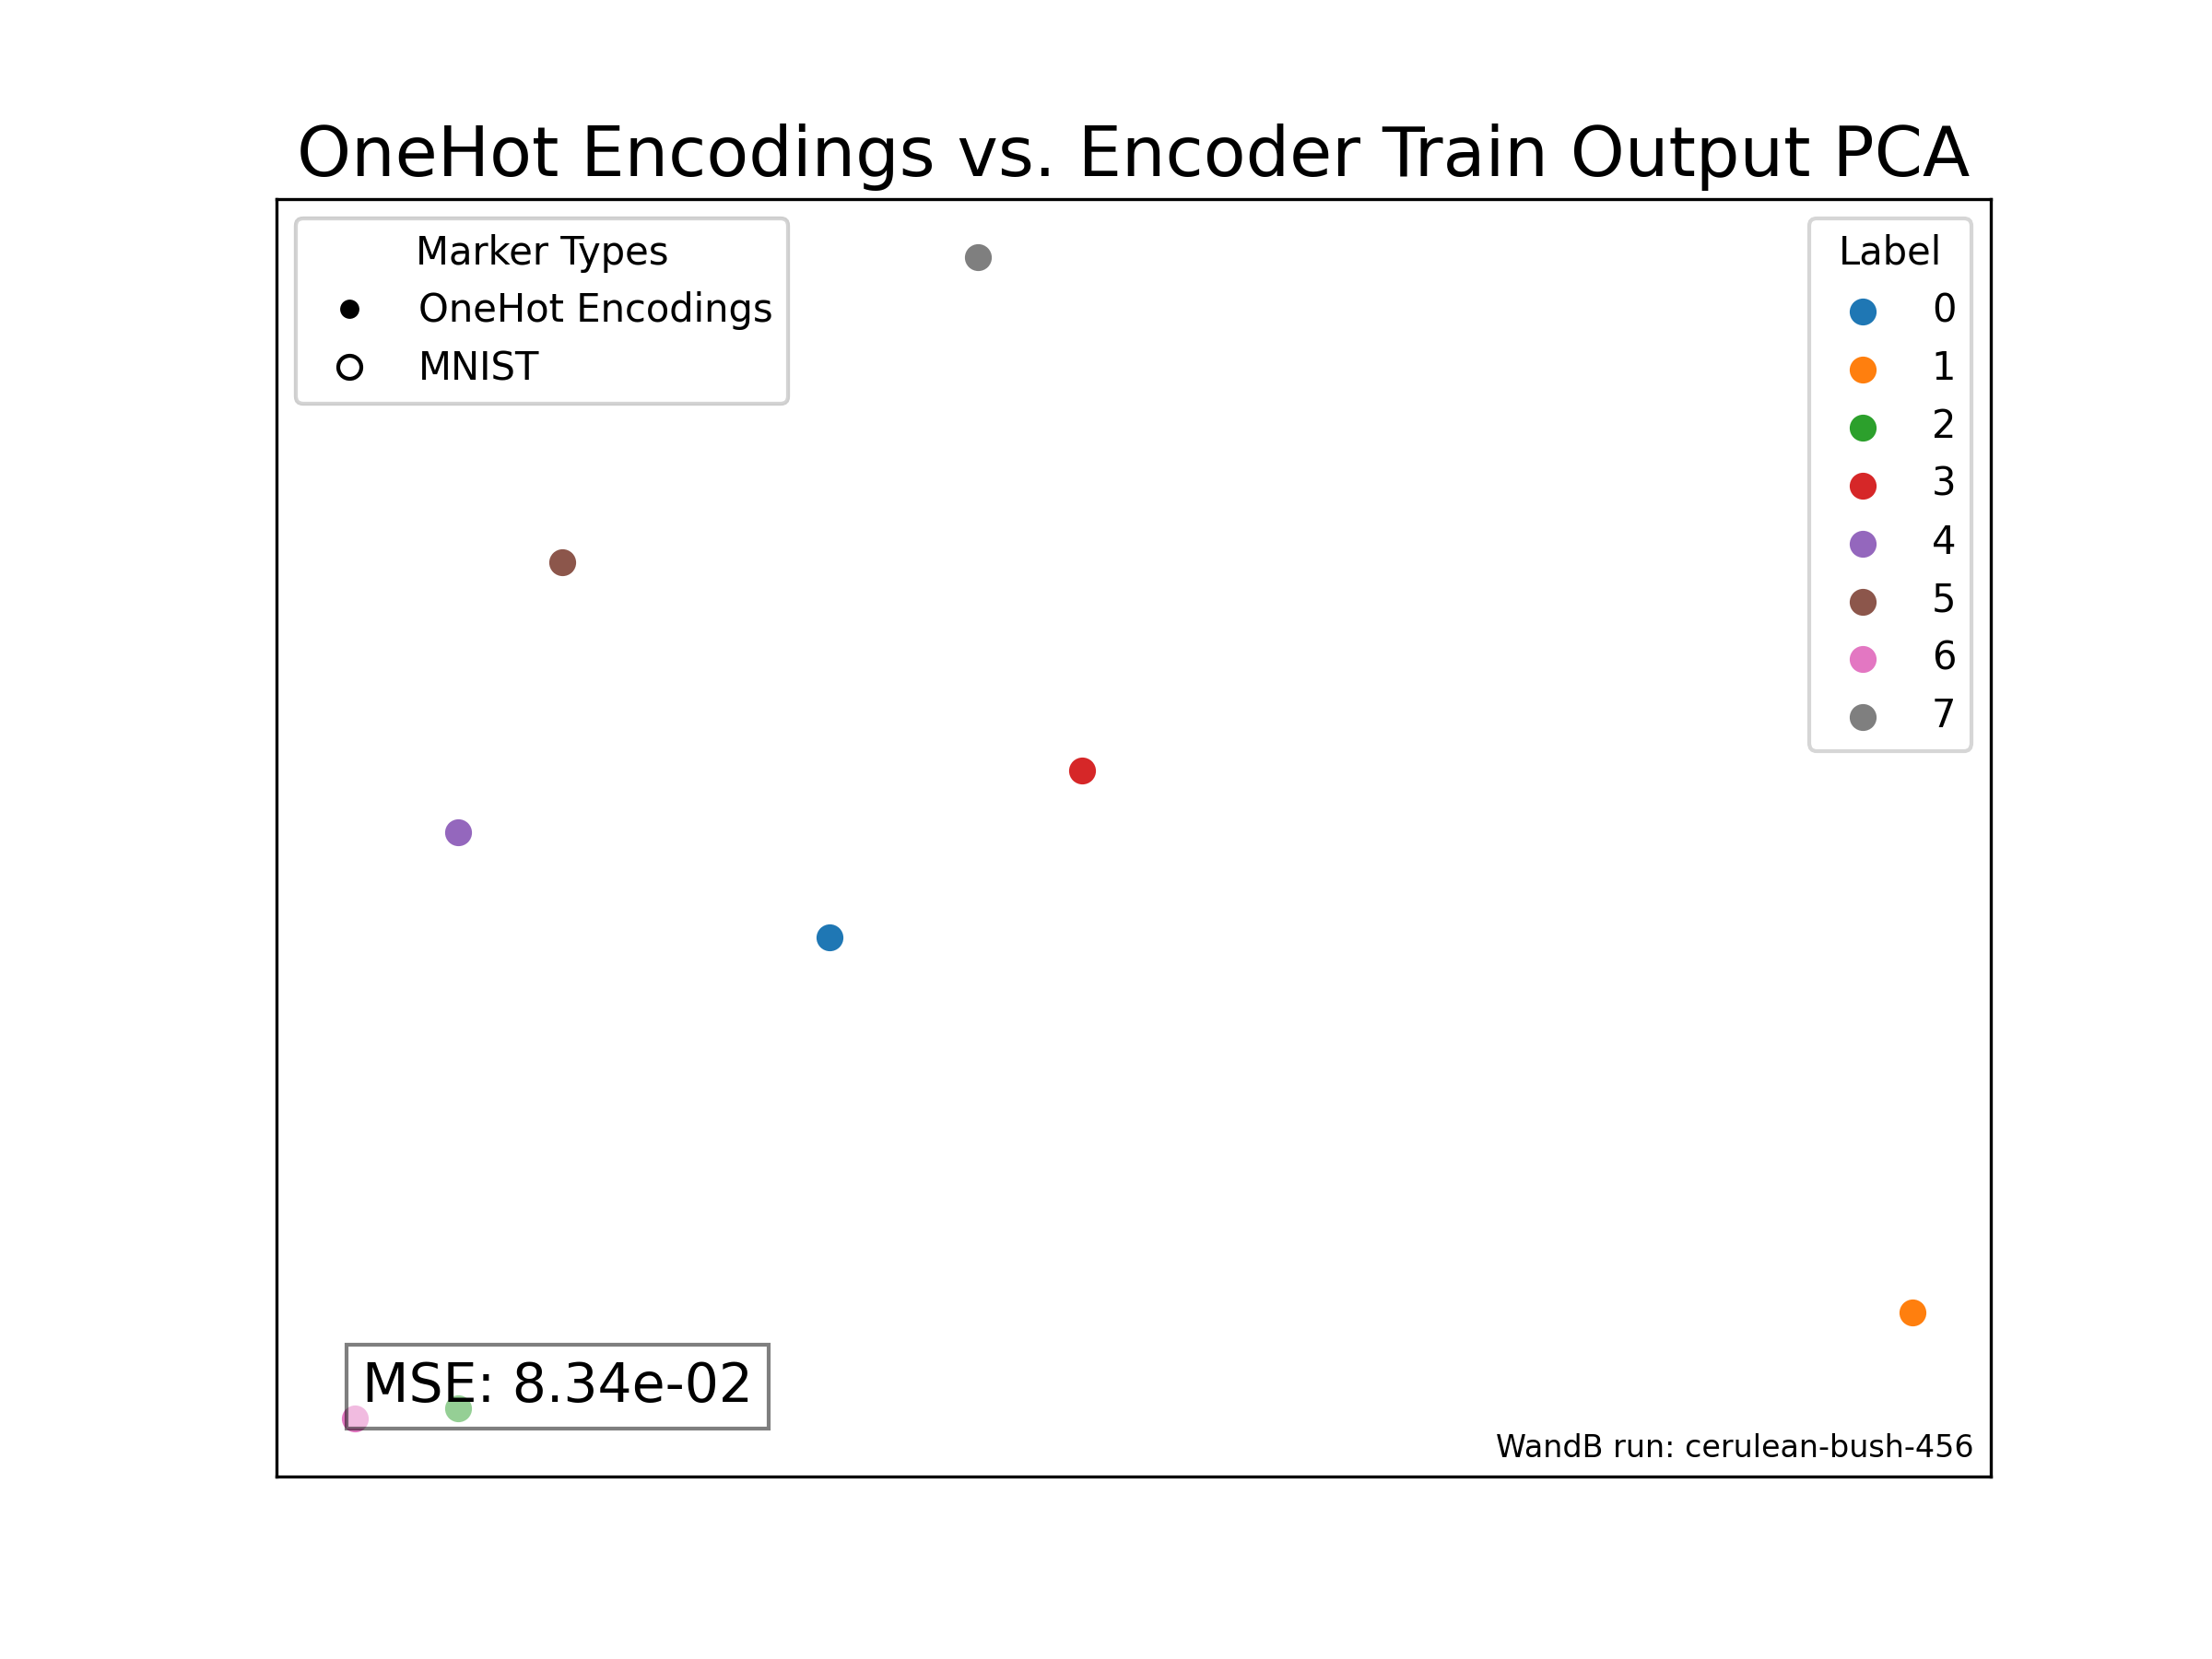 OneHot Encodings vs. Encoder Train Output PCA
Marker Types
OneHot Encodings
MNIST
Label
0
1
2
3
4
5
6
7
MSE: 8.34e-02
WandB run: cerulean-bush-456